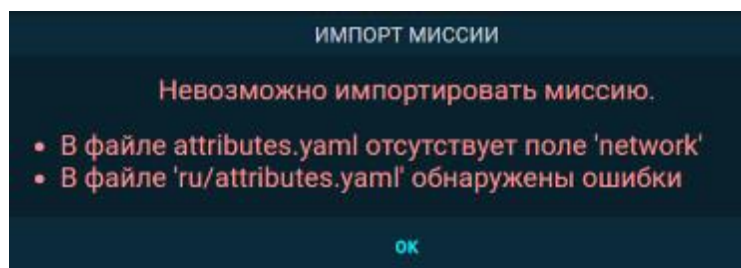 ИМПОРТ МИССИИ
Невозможно импортировать миссию.
• В файле attributes.yaml отсутствует поле 'network'
• В файле 'ru/attributes.yaml' обнаружены ошибки
ОК